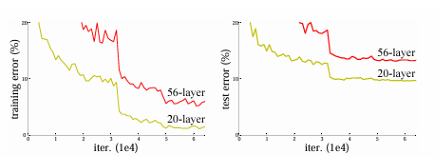 20
10
0
training error (%)
56-layer
20-layer
0 1 2 3 4 5 6
iter. (1e4)
20
10
0
test error (%)
56-layer
20-layer
0 1 2 3 4 5 6
iter. (1e4)